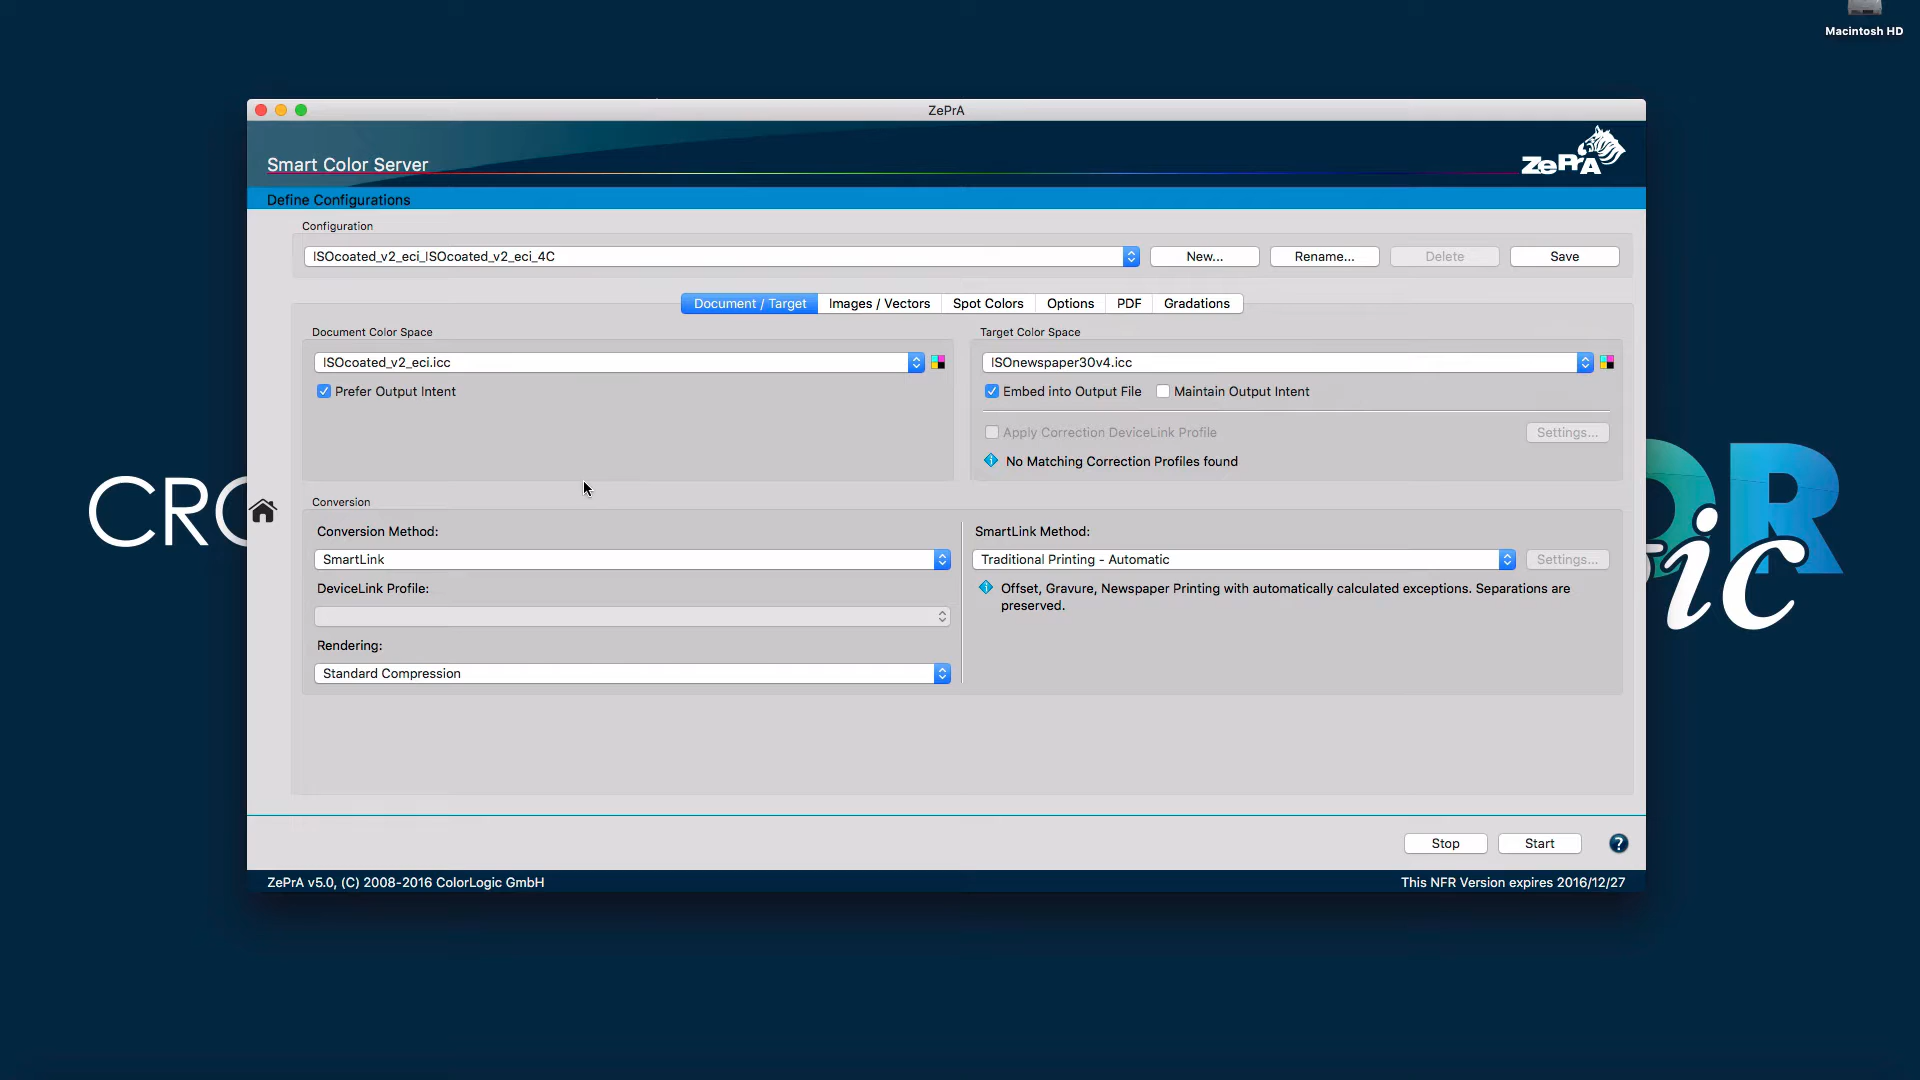 Macintosh HD
ZePrA
Smart Color Server
ZePrA
Define Configurations
Configuration
ISOcoated_v2_eci_ISOcoated_v2_eci_4C
New...
Rename...
Delete
Save
Document / Target
Images / Vectors
Spot Colors
Options
PDF
Gradations
Document Color Space
ISOcoated_v2_eci.icc
Prefer Output Intent
Target Color Space
ISOnewspaper30v4.icc
Embed into Output File
Maintain Output Intent
Apply Correction DeviceLink Profile
Settings...
No Matching Correction Profiles found
Conversion
Conversion Method:
SmartLink
DeviceLink Profile:
Rendering:
Standard Compression
SmartLink Method:
Traditional Printing - Automatic
Settings...
Offset, Gravure, Newspaper Printing with automatically calculated exceptions. Separations are
preserved.
CRO
OR
ic
Stop
Start
?
ZePrA v5.0, (C) 2008-2016 ColorLogic GmbH
This NFR Version expires 2016/12/27